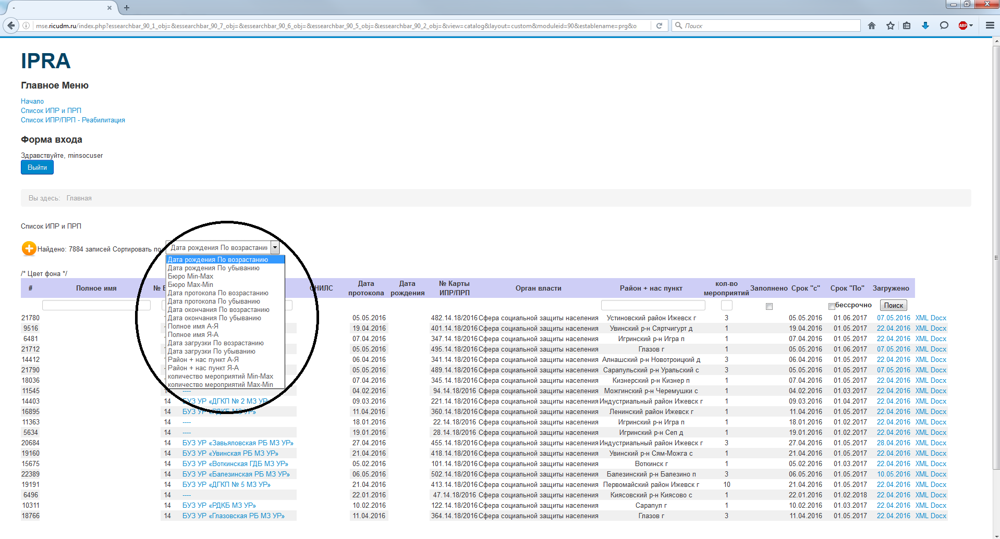 -
mse.ricudm.ru/index.php?essearchbar_90_1_obj=&essearchbar_90_7_obj=&essearchbar_90_6_obj=&essearchbar_90_5_obj=&essearchbar_90_2_obj=&view=catalog&layout=custom&moduleid=90&establename=prg&o
Поиск
ABP
IPRA
Главное Меню
Начало
Список ИПР и ПРП
Список ИПР/ПРП - Реабилитация
Форма входа
Здравствуйте, minsocuser
Выйти
Вы здесь: Главная
Список ИПР и ПРП
Найдено: 7884 записей Сортировать по Дата рождения По возрастани
Дата рождения По возрастанию
Дата рождения По убыванию
Бюро Min-Max
Бюро Max-Min
Дата протокола По возрастанию
Дата протокола По убыванию
Дата окончания По возрастанию
Дата окончания По убыванию
Полное имя А-Я
Полное имя Я-А
Дата загрузки По возрастанию
Дата загрузки По убыванию
Район + нас пункт А-Я
Район + нас пункт Я-А
количество мероприятий Min-Max
количество мероприятий Max-Min
/* Цвет фона */
# Полное имя № СНИЛС Дата протокола Дата рождения № Карты ИПР/ПРП Орган власти Район + нас пункт кол-во мероприятий Заполнено Срок "с" Срок "По" Загружено
бессрочно Поиск
21780 05.05.2016 482.14.18/2016 Сфера социальной защиты населения Устиновский район Ижевск г 3 05.05.2016 01.06.2017 07.05.2016 XML Docx
9516 19.04.2016 401.14.18/2016 Сфера социальной защиты населения Увинский р-н Сяртчигурт д 1 19.04.2016 01.05.2017 22.04.2016 XML Docx
6481 07.04.2016 347.14.18/2016 Сфера социальной защиты населения Игринский р-н Игра п 1 07.04.2016 01.05.2017 22.04.2016 XML Docx
21712 05.05.2016 495.14.18/2016 Сфера социальной защиты населения Глазов г 1 05.05.2016 01.06.2017 07.05.2016 XML Docx
14412 06.04.2016 341.14.18/2016 Сфера социальной защиты населения Алнашский р-н Новотроицкий д 3 06.04.2016 01.05.2017 22.04.2016 XML Docx
21790 05.05.2016 489.14.18/2016 Сфера социальной защиты населения Сарапульский р-н Уральский с 3 05.05.2016 01.05.2017 07.05.2016 XML Docx
18036 07.04.2016 345.14.18/2016 Сфера социальной защиты населения Кизнерский р-н Кизнер п 1 07.04.2016 01.05.2017 22.04.2016 XML Docx
11545 14 ---- 04.02.2016 94.14.18/2016 Сфера социальной защиты населения Можгинский р-н Черемушки с 1 04.02.2016 01.03.2017 22.04.2016 XML Docx
14403 14 БУЗ УР «ДГКП № 2 МЗ УР» 09.03.2016 221.14.18/2016 Сфера социальной защиты населения Индустриальный район Ижевск г 1 09.03.2016 01.04.2017 22.04.2016 XML Docx
16895 14 БУЗ УР «РДКБ МЗ УР» 11.04.2016 360.14.18/2016 Сфера социальной защиты населения Ленинский район Ижевск г 1 11.04.2016 01.05.2017 22.04.2016 XML Docx
11363 14 ---- 18.01.2016 22.14.18/2016 Сфера социальной защиты населения Игринский р-н Игра п 1 18.01.2016 01.02.2017 22.04.2016 XML Docx
5634 14 ---- 19.01.2016 28.14.18/2016 Сфера социальной защиты населения Игринский р-н Сеп д 1 19.01.2016 01.02.2017 22.04.2016 XML Docx
20684 14 БУЗ УР «Завьяловская РБ МЗ УР» 27.04.2016 455.14.18/2016 Сфера социальной защиты населения Индустриальный район Ижевск г 3 27.04.2016 01.05.2017 28.04.2016 XML Docx
19160 14 БУЗ УР «Увинская РБ МЗ УР» 21.04.2016 418.14.18/2016 Сфера социальной защиты населения Увинский р-н Сям-Можга с 1 21.04.2016 01.05.2017 22.04.2016 XML Docx
15675 14 БУЗ УР «Воткинская ГДБ МЗ УР» 05.02.2016 101.14.18/2016 Сфера социальной защиты населения Воткинск г 1 05.02.2016 01.03.2017 22.04.2016 XML Docx
22389 14 БУЗ УР «Балезинская РБ МЗ УР» 06.05.2016 502.14.18/2016 Сфера социальной защиты населения Балезинский р-н Балезино п 3 06.05.2016 01.05.2017 10.05.2016 XML Docx
19191 14 БУЗ УР «ДГКП № 5 МЗ УР» 21.04.2016 413.14.18/2016 Сфера социальной защиты населения Первомайский район Ижевск г 10 21.04.2016 01.05.2017 22.04.2016 XML Docx
6496 14 ---- 22.01.2016 47.14.18/2016 Сфера социальной защиты населения Киясовский р-н Киясово с 1 22.01.2016 01.02.2018 22.04.2016 XML Docx
10311 14 БУЗ УР «РДКБ МЗ УР» 10.02.2016 122.14.18/2016 Сфера социальной защиты населения Сарапул г 1 10.02.2016 01.03.2017 22.04.2016 XML Docx
18766 14 БУЗ УР «Глазовская РБ МЗ УР» 11.04.2016 364.14.18/2016 Сфера социальной защиты населения Глазов г 3 11.04.2016 01.05.2017 22.04.2016 XML Docx